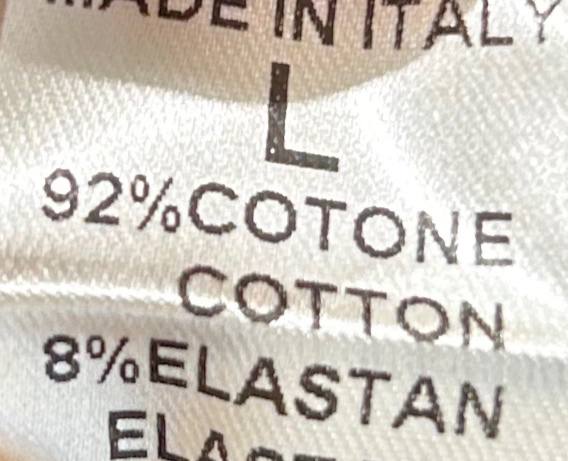 MADE IN ITALY
L
92%COTONE
COTTON
8%ELASTAN